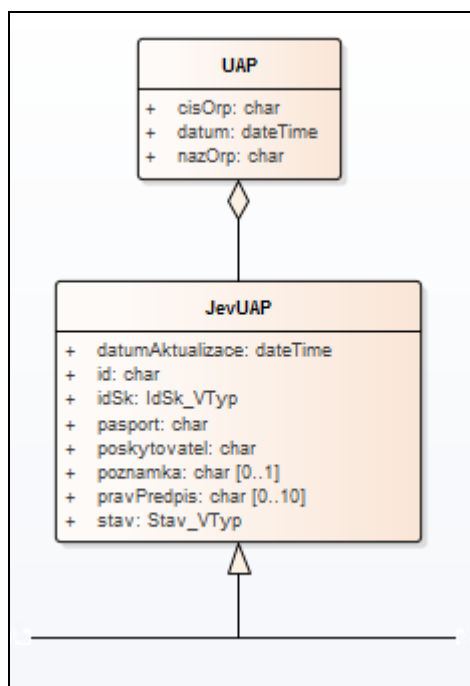 UAP
+ cisOrp: char
+ datum: dateTime
+ nazOrp: char
JevUAP
+ datumAktualizace: dateTime
+ id: char
+ idSk: IdSk_VTyp
+ pasport: char
+ poskytovatel: char
+ poznamka: char [0..1]
+ pravPredpis: char [0..10]
+ stav: Stav_VTyp